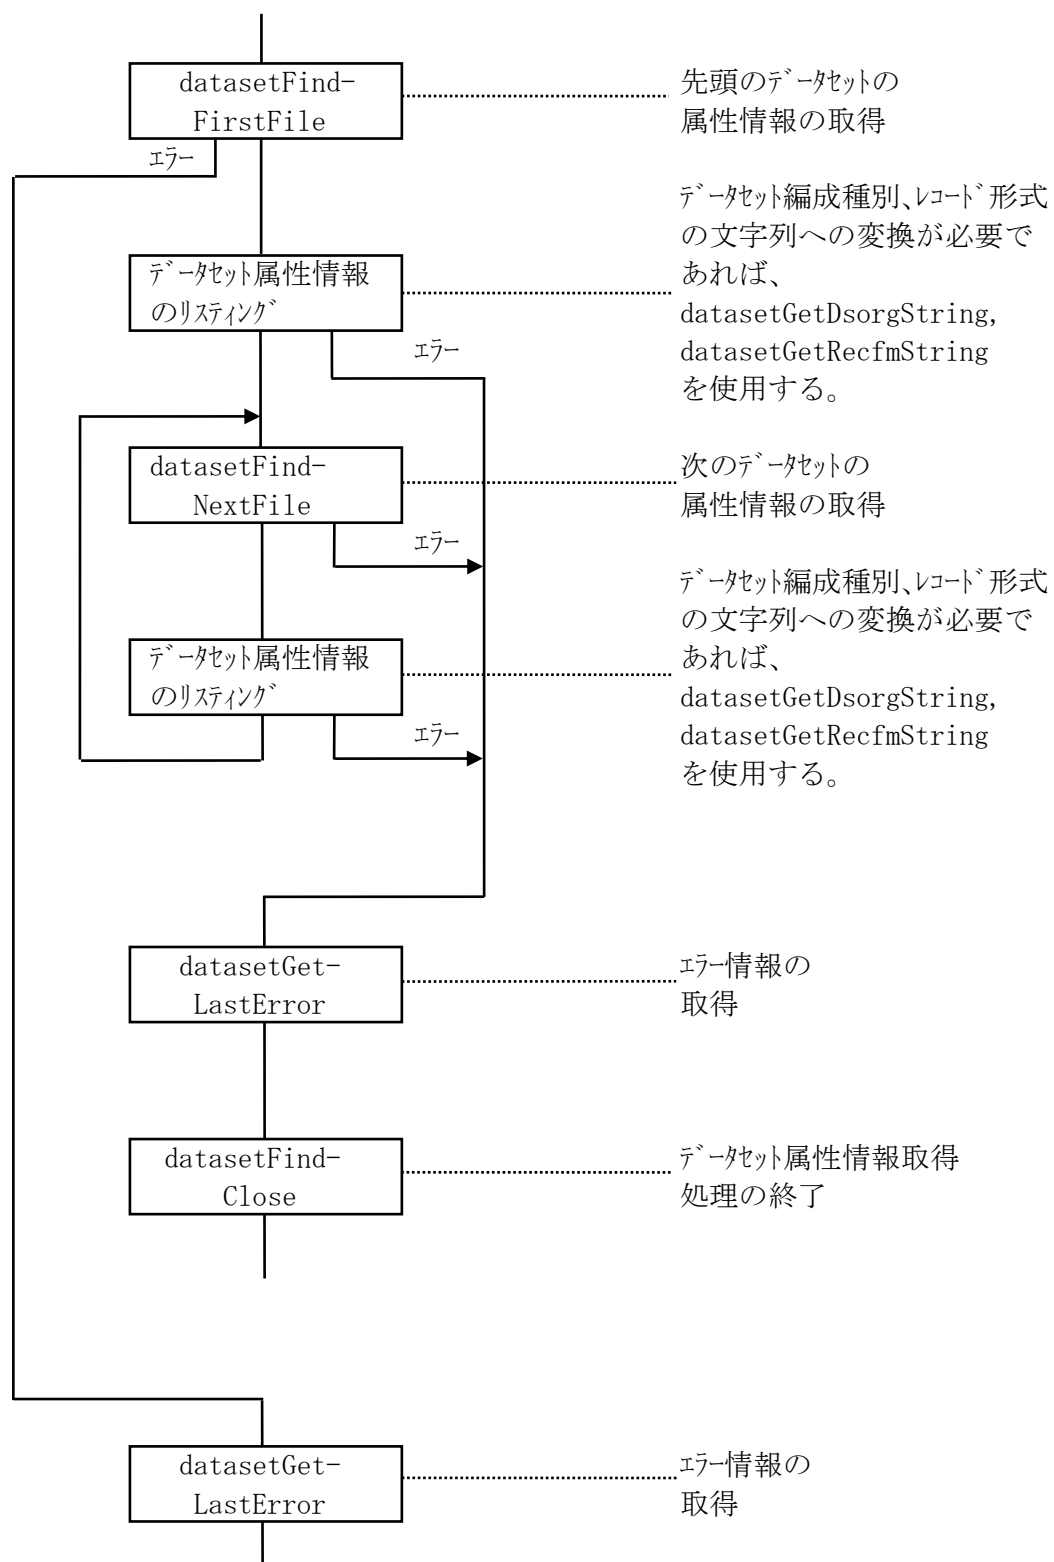 datasetFind-
FirstFile
先頭のﾃﾞｰﾀｾｯﾄの
属性情報の取得
ｴﾗｰ
ﾃﾞｰﾀｾｯﾄ編成種別､ﾚｺｰﾄﾞ形式
の文字列への変換が必要で
あれば、
datasetGetDsorgString,
datasetGetRecfmString
を使用する。
ﾃﾞｰﾀｾｯﾄ属性情報
のﾘｽﾃｨﾝｸﾞ
ｴﾗｰ
datasetFind-
NextFile
次のﾃﾞｰﾀｾｯﾄの
属性情報の取得
ｴﾗｰ
ﾃﾞｰﾀｾｯﾄ編成種別､ﾚｺｰﾄﾞ形式
の文字列への変換が必要で
あれば、
datasetGetDsorgString,
datasetGetRecfmString
を使用する。
ﾃﾞｰﾀｾｯﾄ属性情報
のﾘｽﾃｨﾝｸﾞ
ｴﾗｰ
datasetGet-
LastError
ｴﾗｰ情報の
取得
datasetFind-
Close
ﾃﾞｰﾀｾｯﾄ属性情報取得
処理の終了
datasetGet-
LastError
ｴﾗｰ情報の
取得